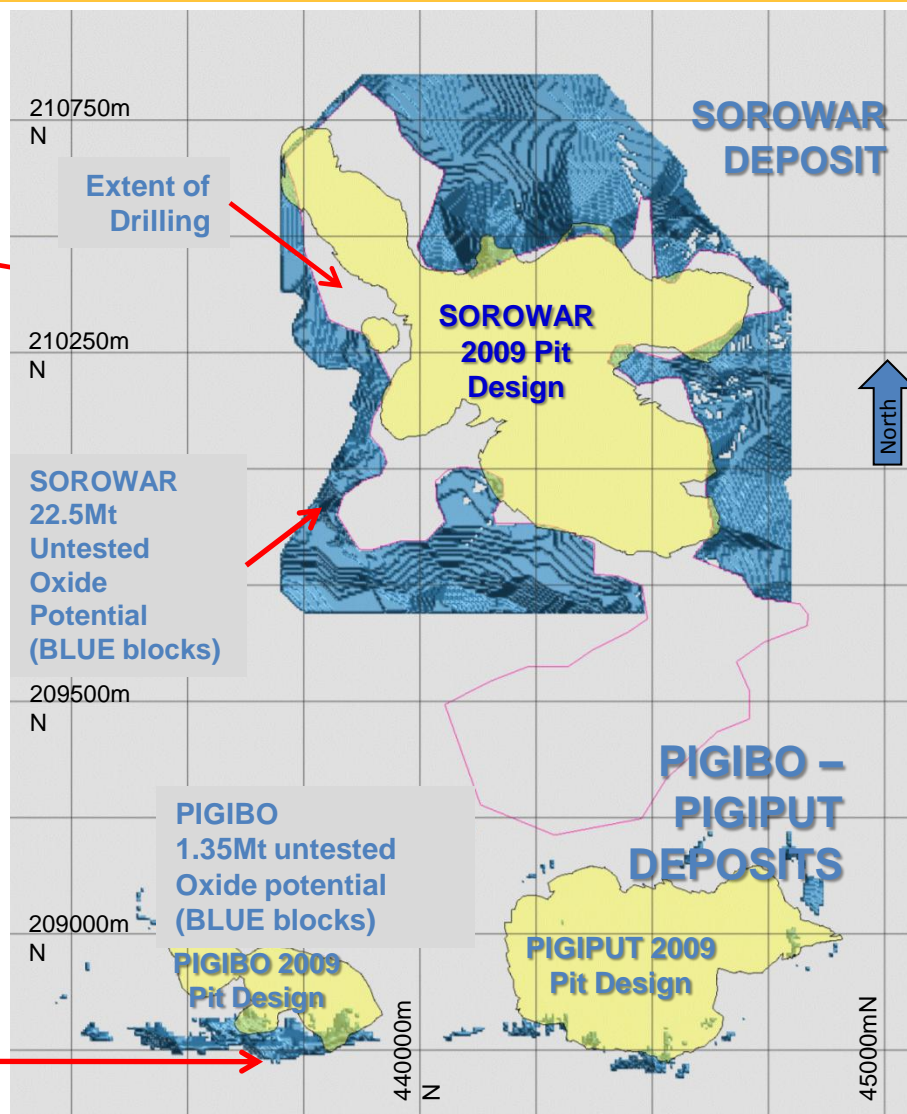 210750m
N
SOROWAR
DEPOSIT
Extent of
Drilling
SOROWAR
2009 Pit
Design
210250m
N
North
SOROWAR
22.5Mt
Untested
Oxide
Potential
(BLUE blocks)
209500m
N
PIGIBO –
PIGIPUT
DEPOSITS
PIGIBO
1.35Mt untested
Oxide potential
(BLUE blocks)
209000m
N
PIGIBO 2009
Pit Design
PIGIPUT 2009
Pit Design
440000m
N
45000mN